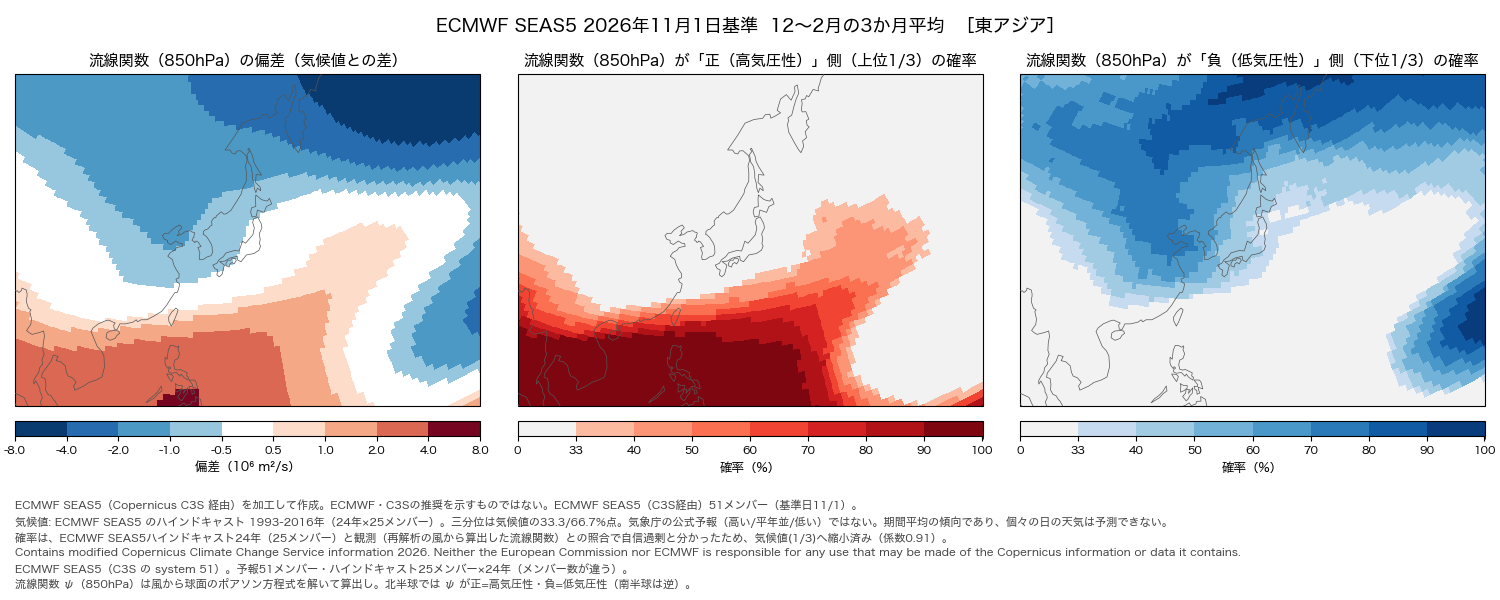 ECMWF SEAS5 2026年11月1日基準  12〜2月の3か月平均  ［東アジア］
流線関数（850hPa）の偏差（気候値との差）
流線関数（850hPa）が「正（高気圧性）」側（上位1/3）の確率
流線関数（850hPa）が「負（低気圧性）」側（下位1/3）の確率
-8.0 -4.0 -2.0 -1.0 -0.5 0.5 1.0 2.0 4.0 8.0
偏差（10⁶ m²/s）
0 33 40 50 60 70 80 90 100
確率（%）
0 33 40 50 60 70 80 90 100
確率（%）
ECMWF SEAS5（Copernicus C3S 経由）を加工して作成。ECMWF・C3Sの推奨を示すものではない。ECMWF SEAS5（C3S経由）51メンバー（基準日11/1）。
気候値: ECMWF SEAS5 のハインドキャスト 1993-2016年（24年×25メンバー）。三分位は気候値の33.3/66.7%点。気象庁の公式予報（高い/平年並/低い）ではない。期間平均の傾向であり、個々の日の天気は予測できない。
確率は、ECMWF SEAS5ハインドキャスト24年（25メンバー）と観測（再解析の風から算出した流線関数）との照合で自信過剰と分かったため、気候値(1/3)へ縮小済み（係数0.91）。
Contains modified Copernicus Climate Change Service information 2026. Neither the European Commission nor ECMWF is responsible for any use that may be made of the Copernicus information or data it contains.
ECMWF SEAS5（C3S の system 51）。予報51メンバー・ハインドキャスト25メンバー×24年（メンバー数が違う）。
流線関数 ψ（850hPa）は風から球面のポアソン方程式を解いて算出し。北半球では ψ が正=高気圧性・負=低気圧性（南半球は逆）。